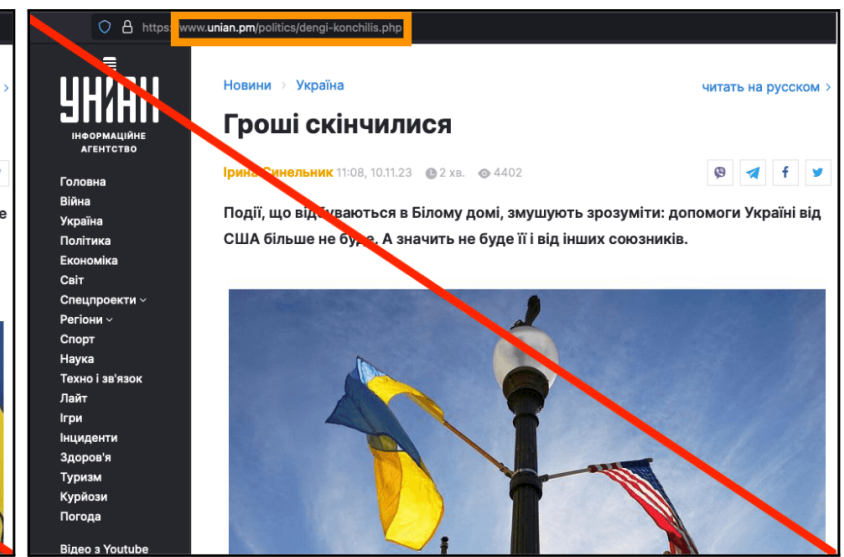 https: www.unian.pm/politics/dengi-konchilis.php
УНІАН
ІНФОРМАЦІЙНЕ
АГЕНТСТВО
Новини > Україна
читать на русском >
Гроші скінчилися
Ірина Синельник 11:08, 10.11.23 2 хв. 4402
Події, що відбуваються в Білому домі, змушують зрозуміти: допомоги Україні від
США більше не буде. А значить не буде її і від інших союзників.
Головна
Війна
Україна
Політика
Економіка
Світ
Спецпроекти
Регіони
Спорт
Наука
Техно і зв'язок
Лайт
Ігри
Інциденти
Здоров'я
Туризм
Курйози
Погода
Відео з Youtube